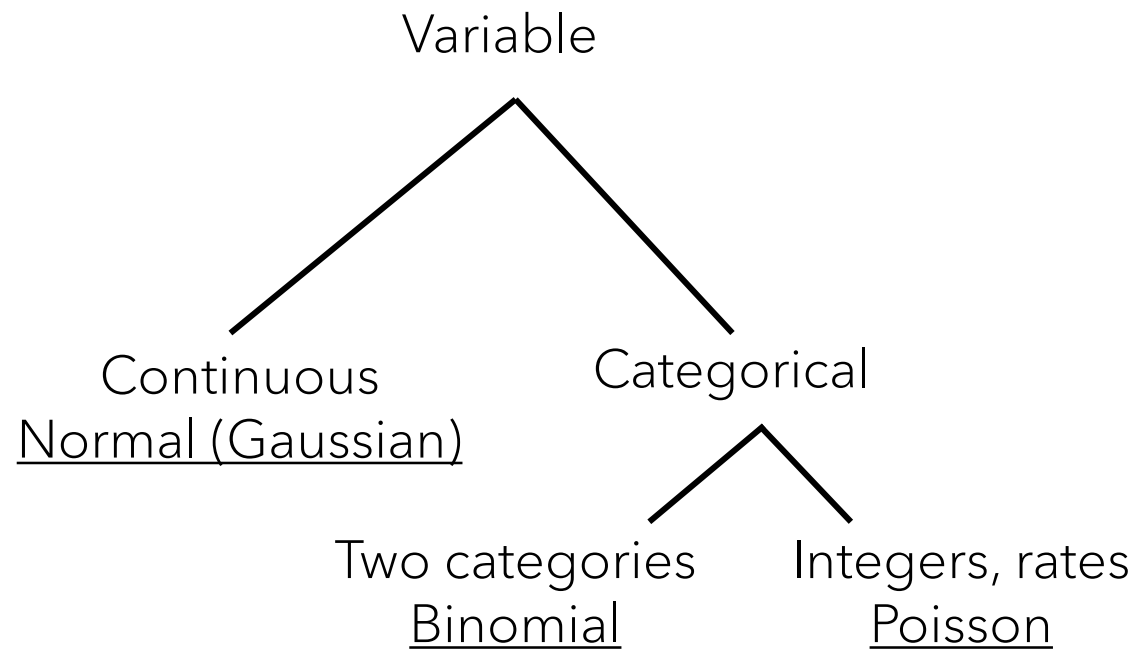 Variable
Continuous
Normal (Gaussian)
Categorical
Two categories
Binomial
Integers, rates
Poisson